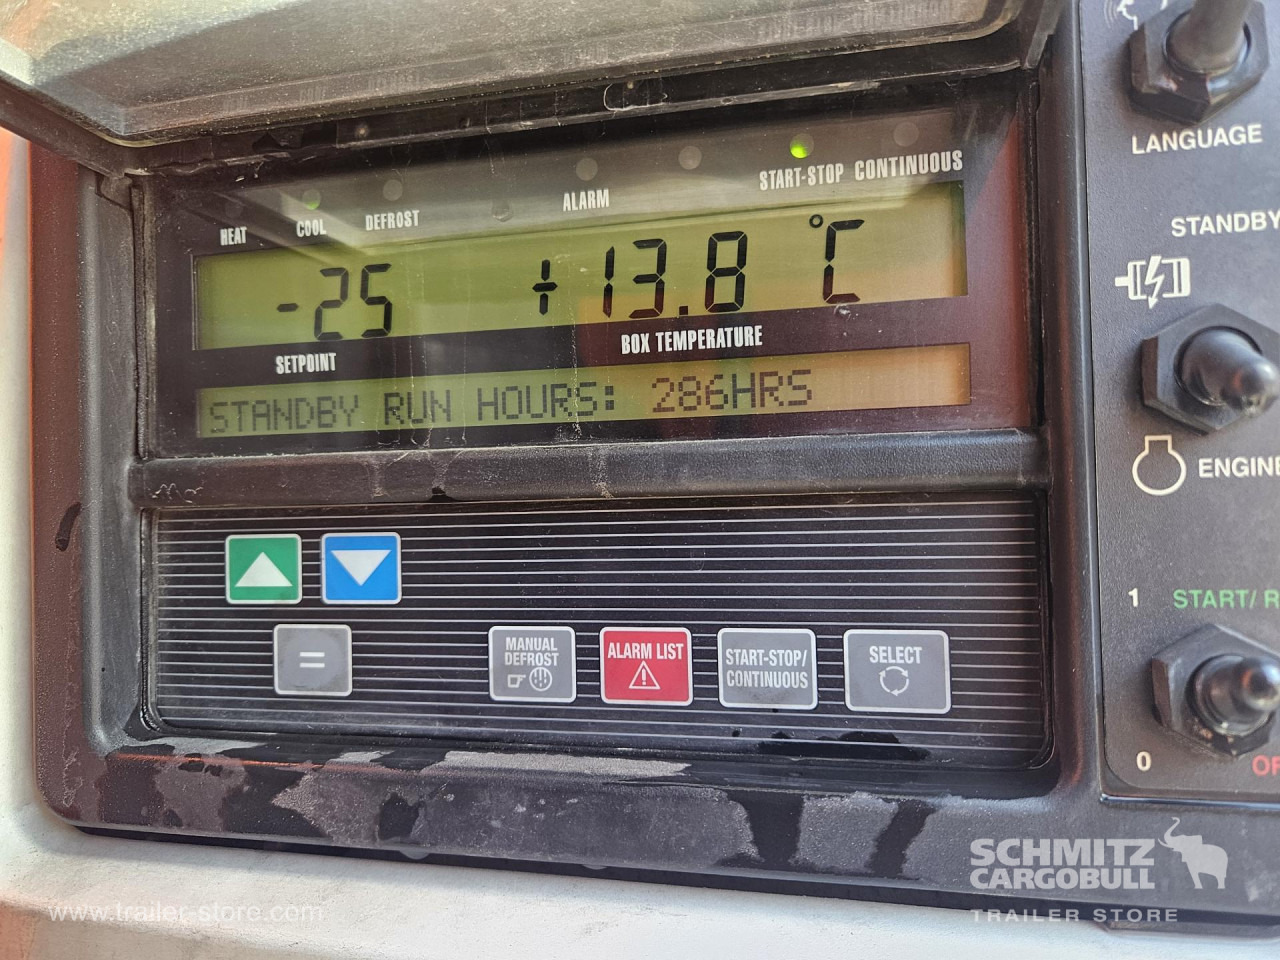 HEAT COOL DEFROST ALARM START-STOP CONTINUOUS
-25 +13.8 °C
SETPOINT BOX TEMPERATURE
STANDBY RUN HOURS: 286HRS
=
MANUAL
DEFROST
ALARM LIST
START-STOP/
CONTINUOUS
SELECT
LANGUAGE
STANDBY
ENGINE
1 START/ R
0 OF
SCHMITZ
CARGOBULL
TRAILER STORE
www.trailer-store.com